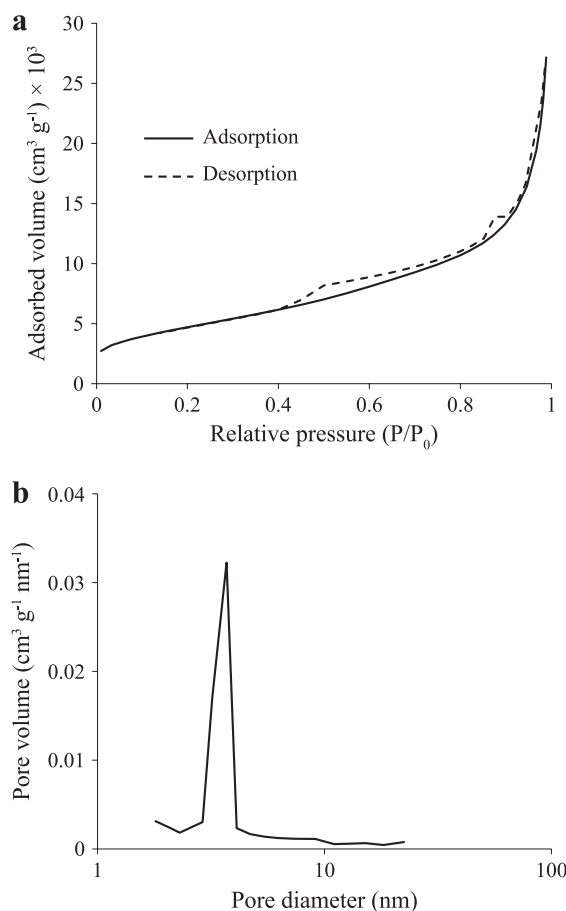 a
30
25
20
15
10
5
0
Adsorbed volume (cm³ g⁻¹) × 10³
Adsorption
Desorption
0 0.2 0.4 0.6 0.8 1
Relative pressure (P/P₀)
b
0.04
0.03
0.02
0.01
0
Pore volume (cm³ g⁻¹ nm⁻¹)
1 10 100
Pore diameter (nm)